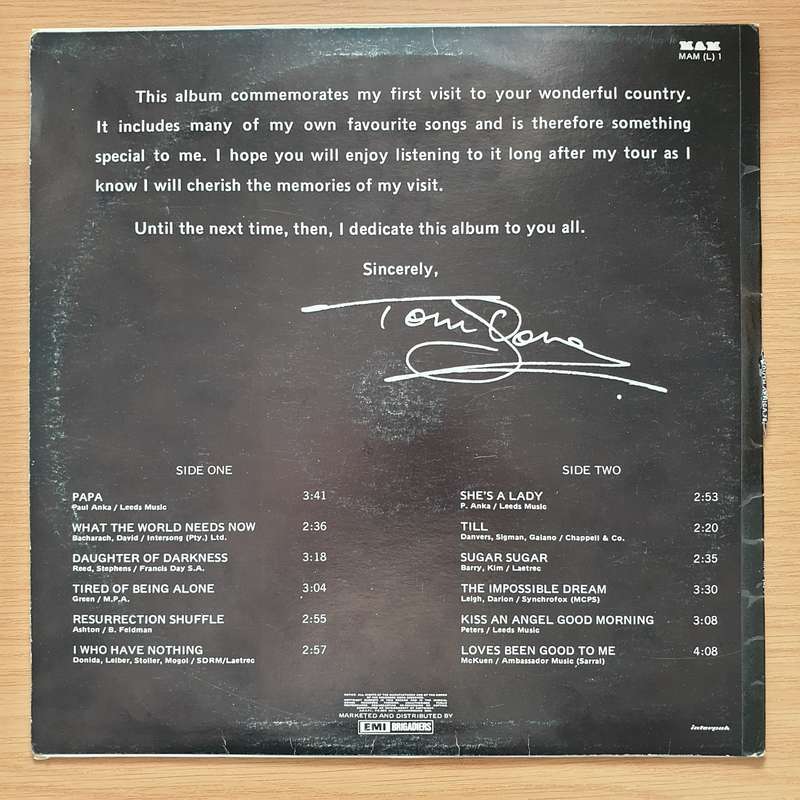 MAM
MAM (L) 1
This album commemorates my first visit to your wonderful country.
It includes many of my own favourite songs and is therefore something
special to me. I hope you will enjoy listening to it long after my tour as I
know I will cherish the memories of my visit.
Until the next time, then, I dedicate this album to you all.
Sincerely,
Tom Jones
SIDE ONE
PAPA 3:41
Paul Anka / Leeds Music
WHAT THE WORLD NEEDS NOW 2:36
Bacharach, David / Intersong (Pty.) Ltd.
DAUGHTER OF DARKNESS 3:18
Reed, Stephens / Francis Day S.A.
TIRED OF BEING ALONE 3:04
Green / M.P.A.
RESURRECTION SHUFFLE 2:55
Ashton / B. Feldman
I WHO HAVE NOTHING 2:57
Donida, Leiber, Stoller, Mogol / SDRM/Laetrec
SIDE TWO
SHE'S A LADY 2:53
P. Anka / Leeds Music
TILL 2:20
Danvers, Sigman, Galano / Chappell & Co.
SUGAR SUGAR 2:35
Barry, Kim / Laetrec
THE IMPOSSIBLE DREAM 3:30
Leigh, Darion / Synchrofox (MCPS)
KISS AN ANGEL GOOD MORNING 3:08
Peters / Leeds Music
LOVES BEEN GOOD TO ME 4:08
McKuen / Ambassador Music (Sarral)
MARKETED AND DISTRIBUTED BY
EMI BRIGADIERS
interpak